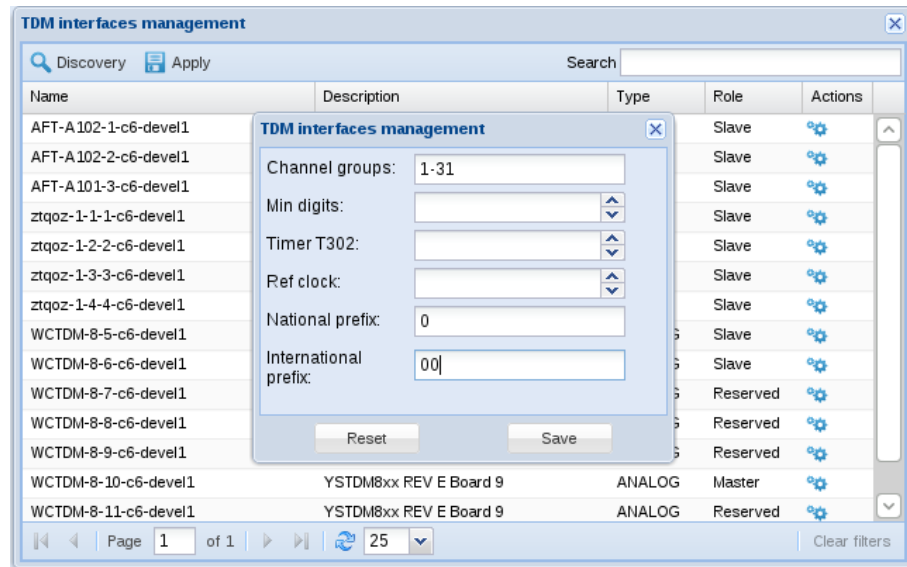 TDM interfaces management
Discovery Apply Search
Name Description Type Role Actions
AFT-A102-1-c6-devel1 Slave
AFT-A102-2-c6-devel1 Slave
AFT-A101-3-c6-devel1 Slave
ztqoz-1-1-1-c6-devel1 Slave
ztqoz-1-2-2-c6-devel1 Slave
ztqoz-1-3-3-c6-devel1 Slave
ztqoz-1-4-4-c6-devel1 Slave
WCTDM-8-5-c6-devel1 Slave
WCTDM-8-6-c6-devel1 Slave
WCTDM-8-7-c6-devel1 Reserved
WCTDM-8-8-c6-devel1 Reserved
WCTDM-8-9-c6-devel1 Reserved
WCTDM-8-10-c6-devel1 YSTDM8xx REV E Board 9 ANALOG Master
WCTDM-8-11-c6-devel1 YSTDM8xx REV E Board 9 ANALOG Reserved
TDM interfaces management
Channel groups: 1-31
Min digits:
Timer T302:
Ref clock:
National prefix: 0
International
prefix: 00
Reset Save
Page 1 of 1 25 Clear filters